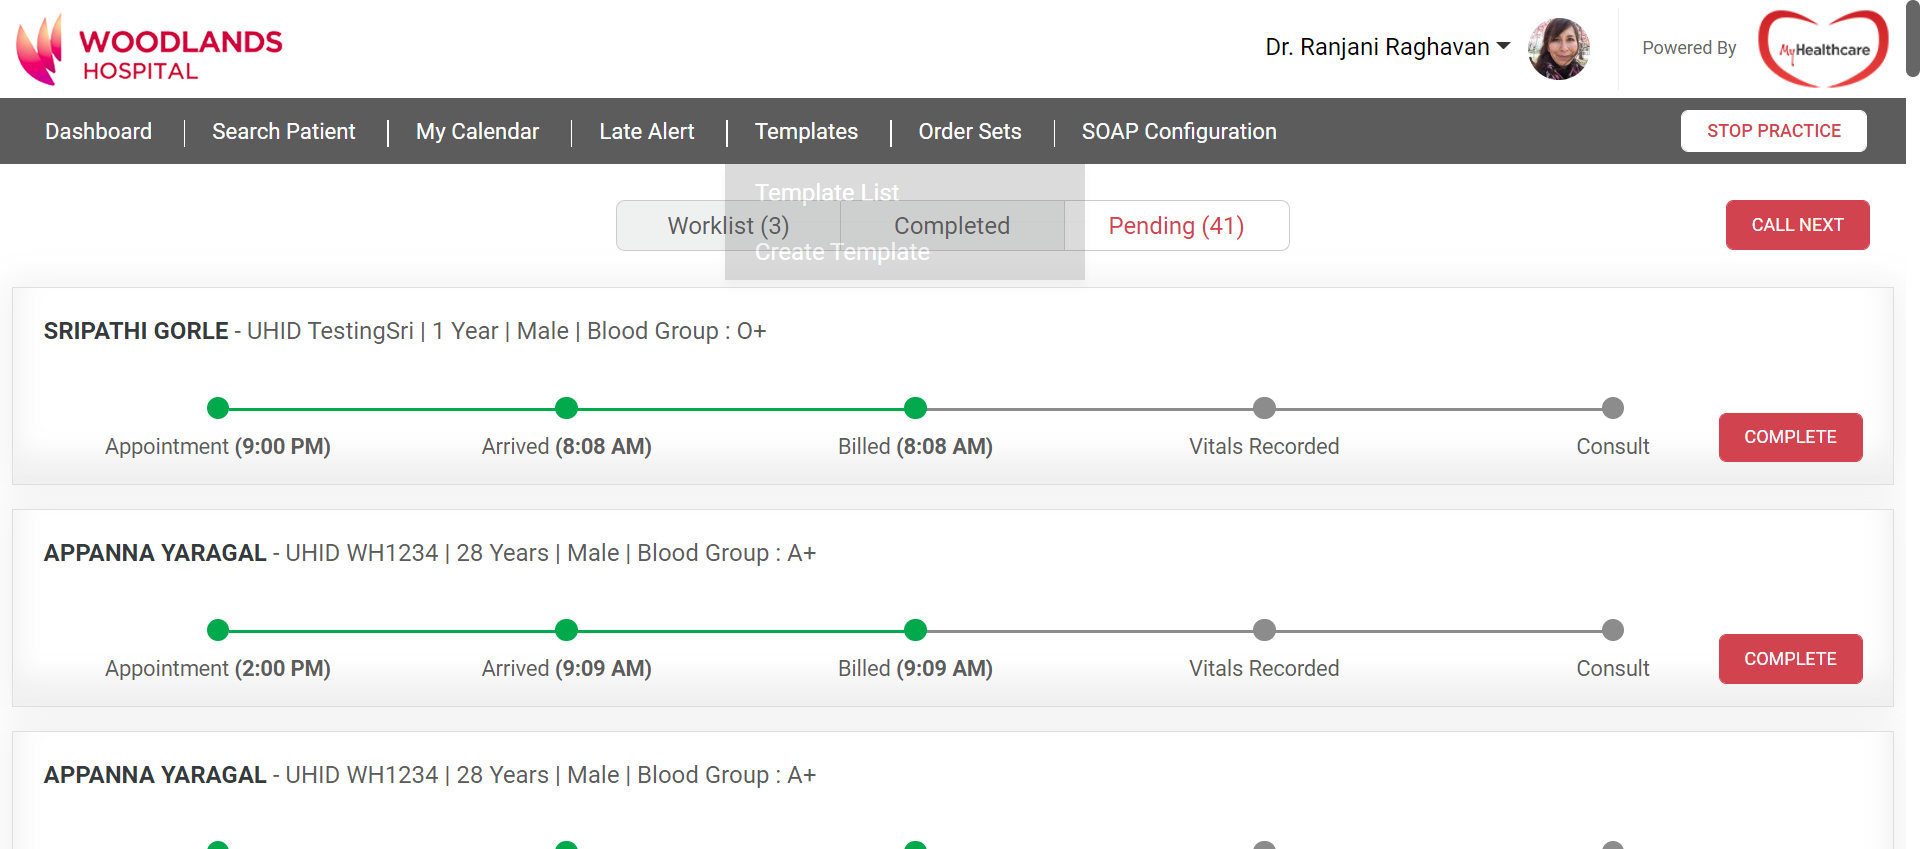 WOODLANDS
HOSPITAL
Dr. Ranjani Raghavan
Powered By
MyHealthcare
Dashboard
Search Patient
My Calendar
Late Alert
Templates
Order Sets
SOAP Configuration
STOP PRACTICE
Template List
Create Template
Worklist (3)
Completed
Pending (41)
CALL NEXT
SRIPATHI GORLE - UHID TestingSri | 1 Year | Male | Blood Group : O+
Appointment (9:00 PM)
Arrived (8:08 AM)
Billed (8:08 AM)
Vitals Recorded
Consult
COMPLETE
APPANNA YARAGAL - UHID WH1234 | 28 Years | Male | Blood Group : A+
Appointment (2:00 PM)
Arrived (9:09 AM)
Billed (9:09 AM)
Vitals Recorded
Consult
COMPLETE
APPANNA YARAGAL - UHID WH1234 | 28 Years | Male | Blood Group : A+